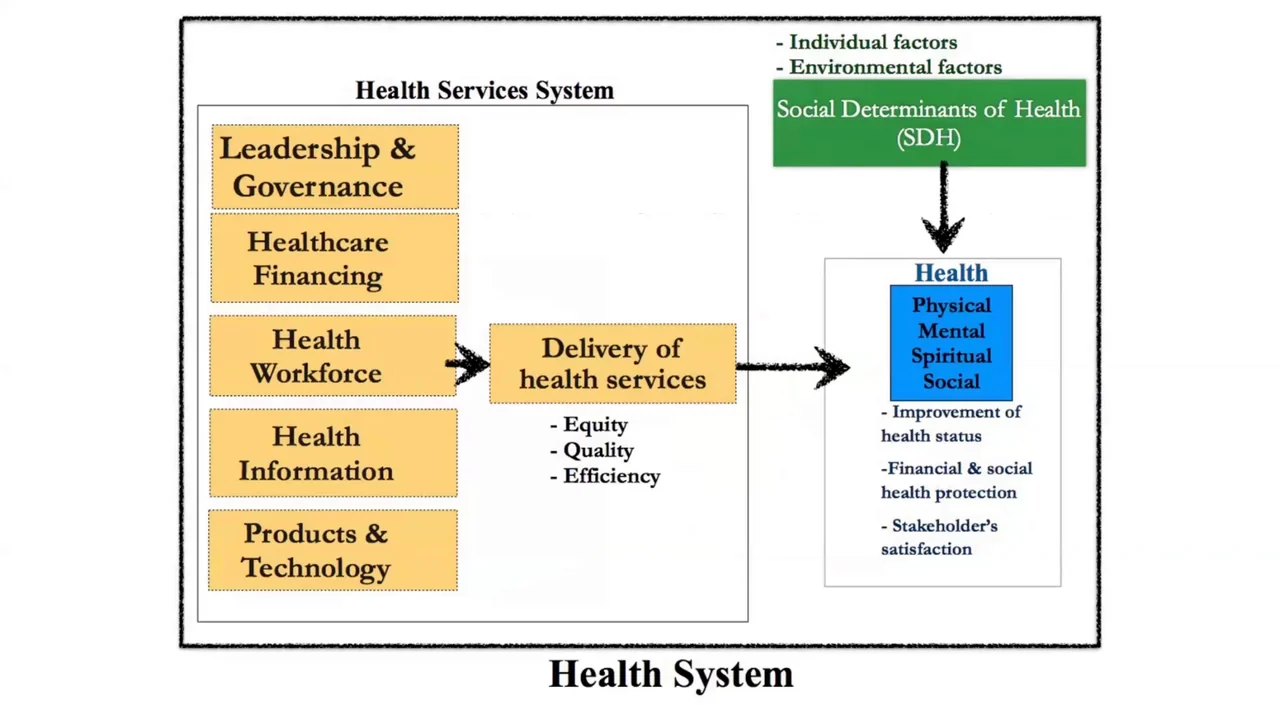 - Individual factors
- Environmental factors
Social Determinants of Health
(SDH)
Health Services System
Leadership &
Governance
Healthcare
Financing
Health
Workforce
Health
Information
Products &
Technology
Delivery of
health services
- Equity
- Quality
- Efficiency
Health
Physical
Mental
Spiritual
Social
- Improvement of
health status
-Financial & social
health protection
- Stakeholder's
satisfaction
Health System